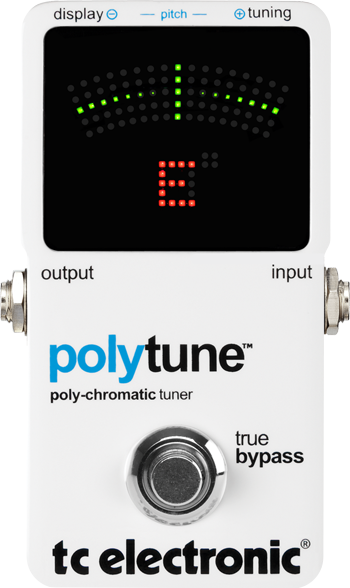 display⊖ — pitch — ⊕tuning
E
output input
polytune™
poly-chromatic tuner
true
bypass
tc electronic®